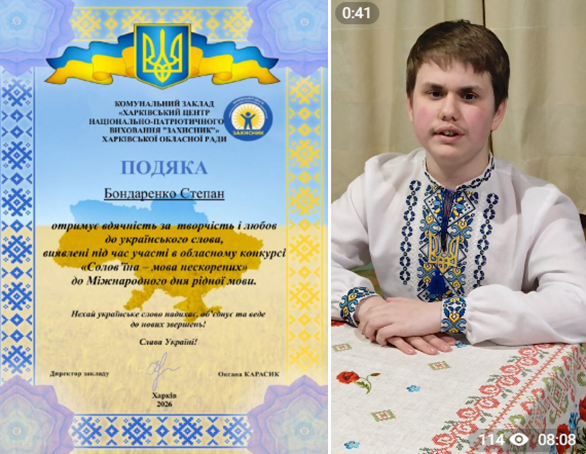 КОМУНАЛЬНИЙ ЗАКЛАД
«ХАРКІВСЬКИЙ ЦЕНТР
НАЦІОНАЛЬНО-ПАТРІОТИЧНОГО
ВИХОВАННЯ "ЗАХИСНИК"»
ХАРКІВСЬКОЇ ОБЛАСНОЇ РАДИ
ЗАХИСНИК
ПОДЯКА
Бондаренко Степан
отримує вдячність за творчість і любов
до українського слова,
виявлені під час участі в обласному конкурсі
«Солов'їна – мова нескорених»
до Міжнародного дня рідної мови.
Нехай українське слово надихає, об'єднує та веде
до нових звершень!
Слава Україні!
Директор закладу
Оксана КАРАСИК
Харків
2026
0:41
114
08:08